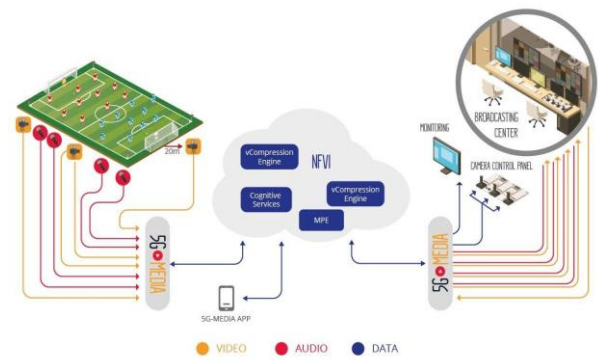 20m
vCompression
Engine
NFVI
Cognitive
Services
vCompression
Engine
MPE
MONITORING
BROADCASTING
CENTER
CAMERA CONTROL PANEL
5G MEDIA
5G MEDIA
5G-MEDIA APP
VIDEO
AUDIO
DATA